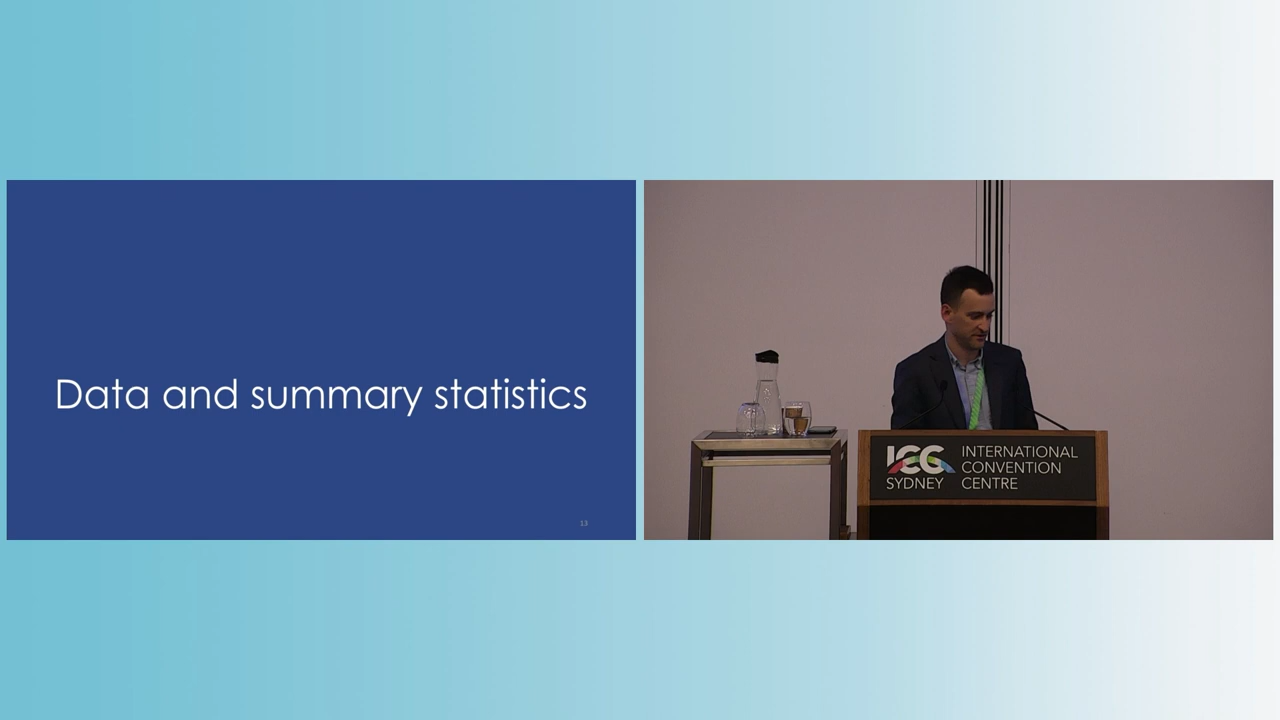 Data and summary statistics
13
ICC
SYDNEY
INTERNATIONAL
CONVENTION
CENTRE